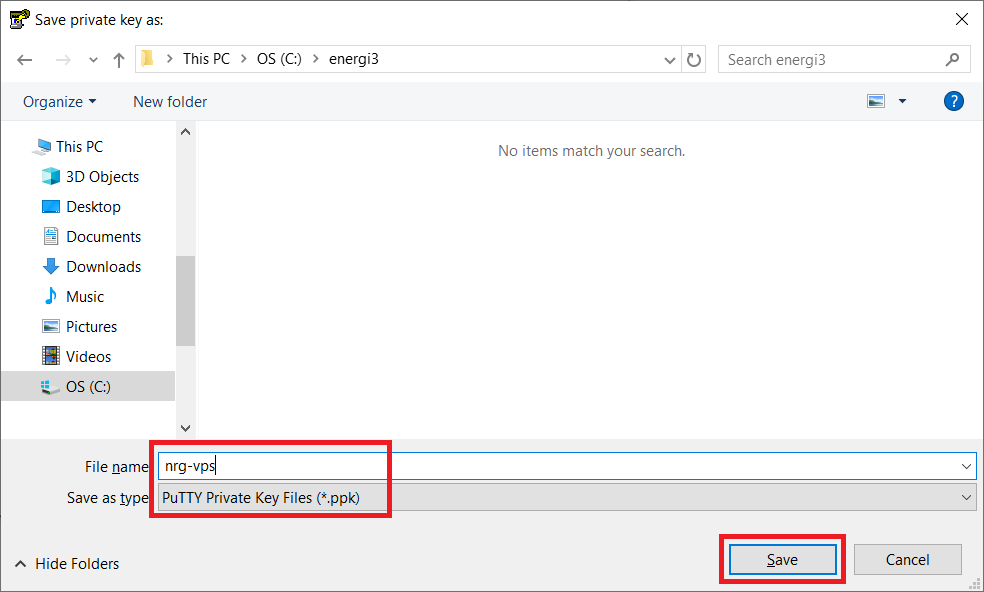 Save private key as:
This PC > OS (C:) > energi3
Search energi3
Organize
New folder
?
No items match your search.
This PC
3D Objects
Desktop
Documents
Downloads
Music
Pictures
Videos
OS (C:)
File name
nrg-vps
Save as type
PuTTY Private Key Files (*.ppk)
Hide Folders
Save
Cancel